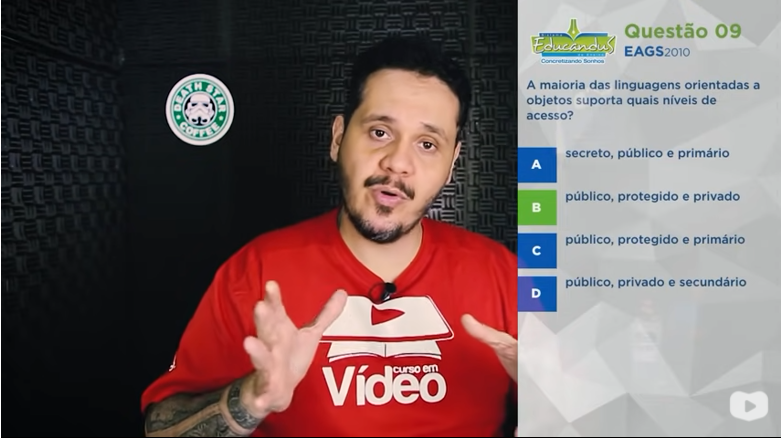 DEATH STAR
COFFEE
curso em
Vídeo
Educandus
Concretizando Sonhos
Questão 09
EAGS2010
A maioria das linguagens orientadas a
objetos suporta quais níveis de
acesso?
A secreto, público e primário
B público, protegido e privado
C público, protegido e primário
D público, privado e secundário